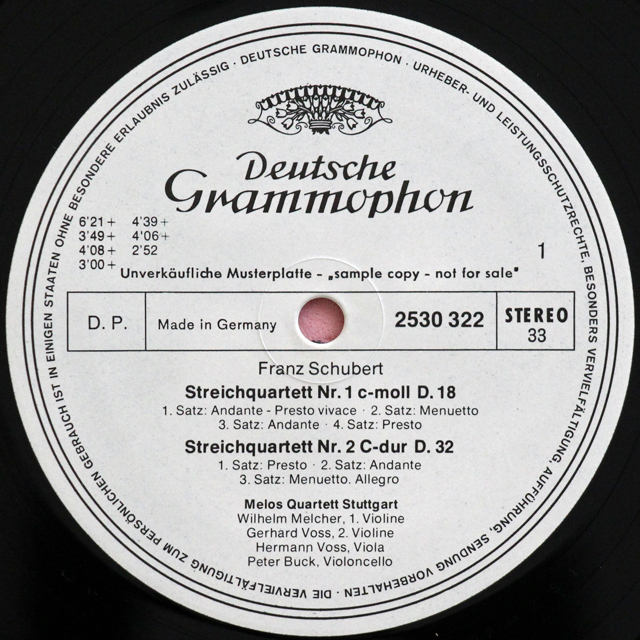 DEUTSCHE GRAMMOPHON · URHEBER- UND LEISTUNGSSCHUTZRECHTE, BESONDERS VERVIELFÄLTIGUNG, AUFFÜHRUNG, SENDUNG VORBEHALTEN · DIE VERVIELFÄLTIGUNG ZUM PERSÖNLICHEN GEBRAUCH IST IN EINIGEN STAATEN OHNE BESONDERE ERLAUBNIS ZULÄSSIG ·
Deutsche
Grammophon
6'21+ 4'39+
3'49+ 4'06+
4'08+ 2'52
3'00+
1
Unverkäufliche Musterplatte - „sample copy - not for sale"
D. P. Made in Germany 2530 322 STEREO
33
Franz Schubert
Streichquartett Nr. 1 c-moll D. 18
1. Satz: Andante - Presto vivace · 2. Satz: Menuetto
3. Satz: Andante · 4. Satz: Presto
Streichquartett Nr. 2 C-dur D. 32
1. Satz: Presto · 2. Satz: Andante
3. Satz: Menuetto. Allegro
Melos Quartett Stuttgart
Wilhelm Melcher, 1. Violine
Gerhard Voss, 2. Violine
Hermann Voss, Viola
Peter Buck, Violoncello